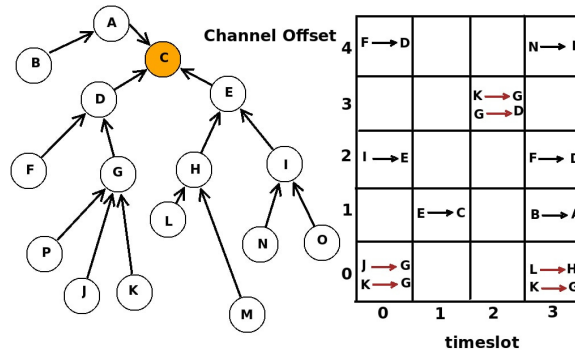 A
B
C
D
E
F
G
H
I
L
N
O
P
J
K
M
Channel Offset
4
F → D
N →
3
K → G
G → D
2
I → E
F → D
1
E → C
B → A
0
J → G
K → G
L → H
K → G
0 1 2 3
timeslot